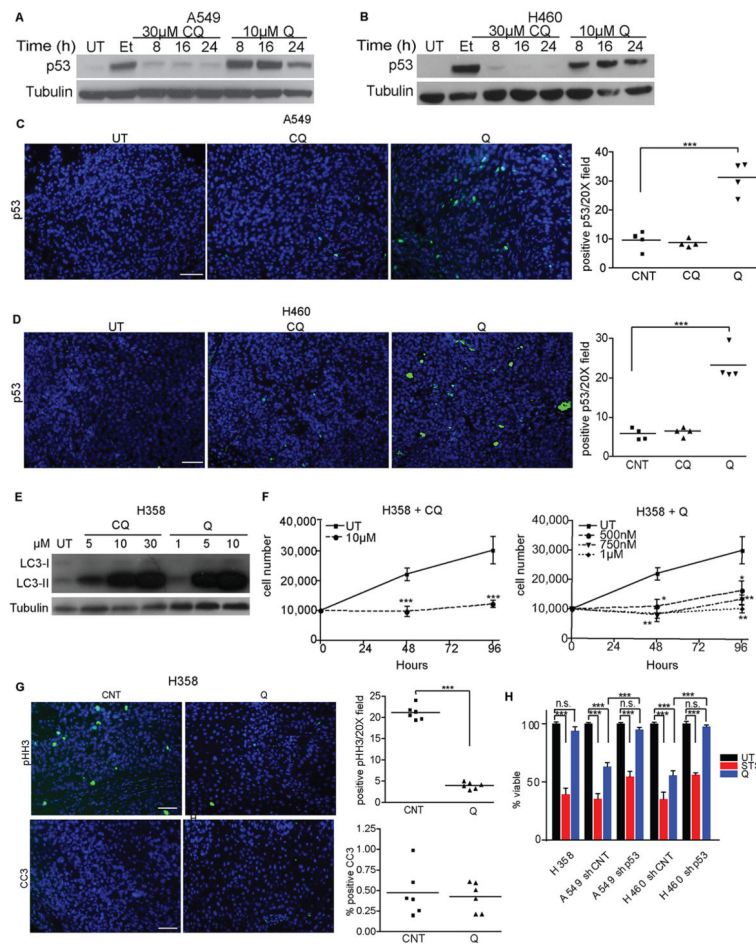 A
A549
30µM CQ 10µM Q
Time (h) UT Et 8 16 24 8 16 24
p53
Tubulin
B
H460
30µM CQ 10µM Q
Time (h) UT Et 8 16 24 8 16 24
p53
Tubulin
C
A549
UT CQ Q
p53
positive p53/20X field
40
30
20
10
0
***
CNT CQ Q
D
H460
UT CQ Q
p53
positive p53/20X field
40
30
20
10
0
***
CNT CQ Q
E
H358
CQ Q
µM UT 5 10 30 1 5 10
LC3-I
LC3-II
Tubulin
F
H358 + CQ
UT
10µM
cell number
40,000
30,000
20,000
10,000
0
*** ***
0 24 48 72 96
Hours
H358 + Q
UT
500nM
750nM
1µM
cell number
40,000
30,000
20,000
10,000
0
* ** * ** **
0 24 48 72 96
Hours
G
H358
CNT Q
pHH3
H
CC3
positive pHH3/20X field
25
20
15
10
5
0
***
CNT Q
% positive CC3
1.25
1.00
0.75
0.50
0.25
0.00
CNT Q
H
*** ***
n.s. *** n.s. *** n.s.
*** *** *** *** ***
% viable
100
50
0
UT
STS
Q
H358
A549 shCNT
A549 shp53
H460 shCNT
H460 shp53